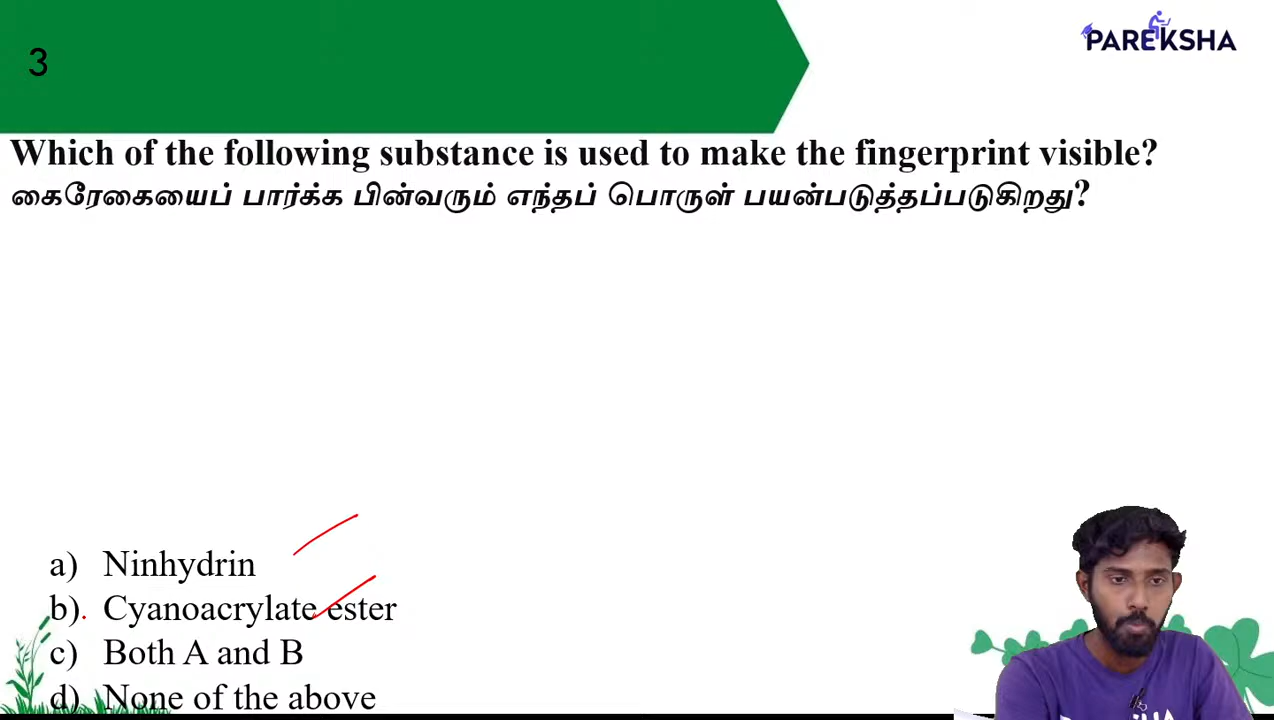 PAREKSHA
3
Which of the following substance is used to make the fingerprint visible?
கைரேகையைப் பார்க்க பின்வரும் எந்தப் பொருள் பயன்படுத்தப்படுகிறது?
a) Ninhydrin
b) Cyanoacrylate ester
c) Both A and B
d) None of the above